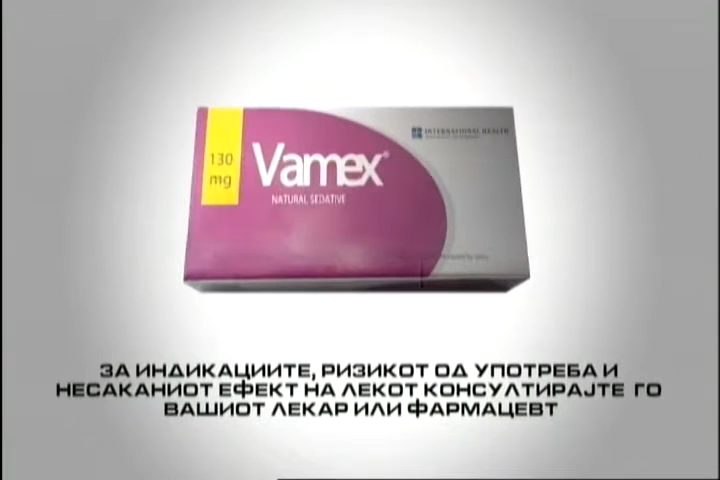 130
mg
Vamex®
NATURAL SEDATIVE
INTERNATIONAL HEALTH
ЗА ИНДИКАЦИИТЕ, РИЗИКОТ ОД УПОТРЕБА И
НЕСАКАНИОТ ЕФЕКТ НА ЛЕКОТ КОНСУЛТИРАЈТЕ ГО
ВАШИОТ ЛЕКАР ИЛИ ФАРМАЦЕВТ